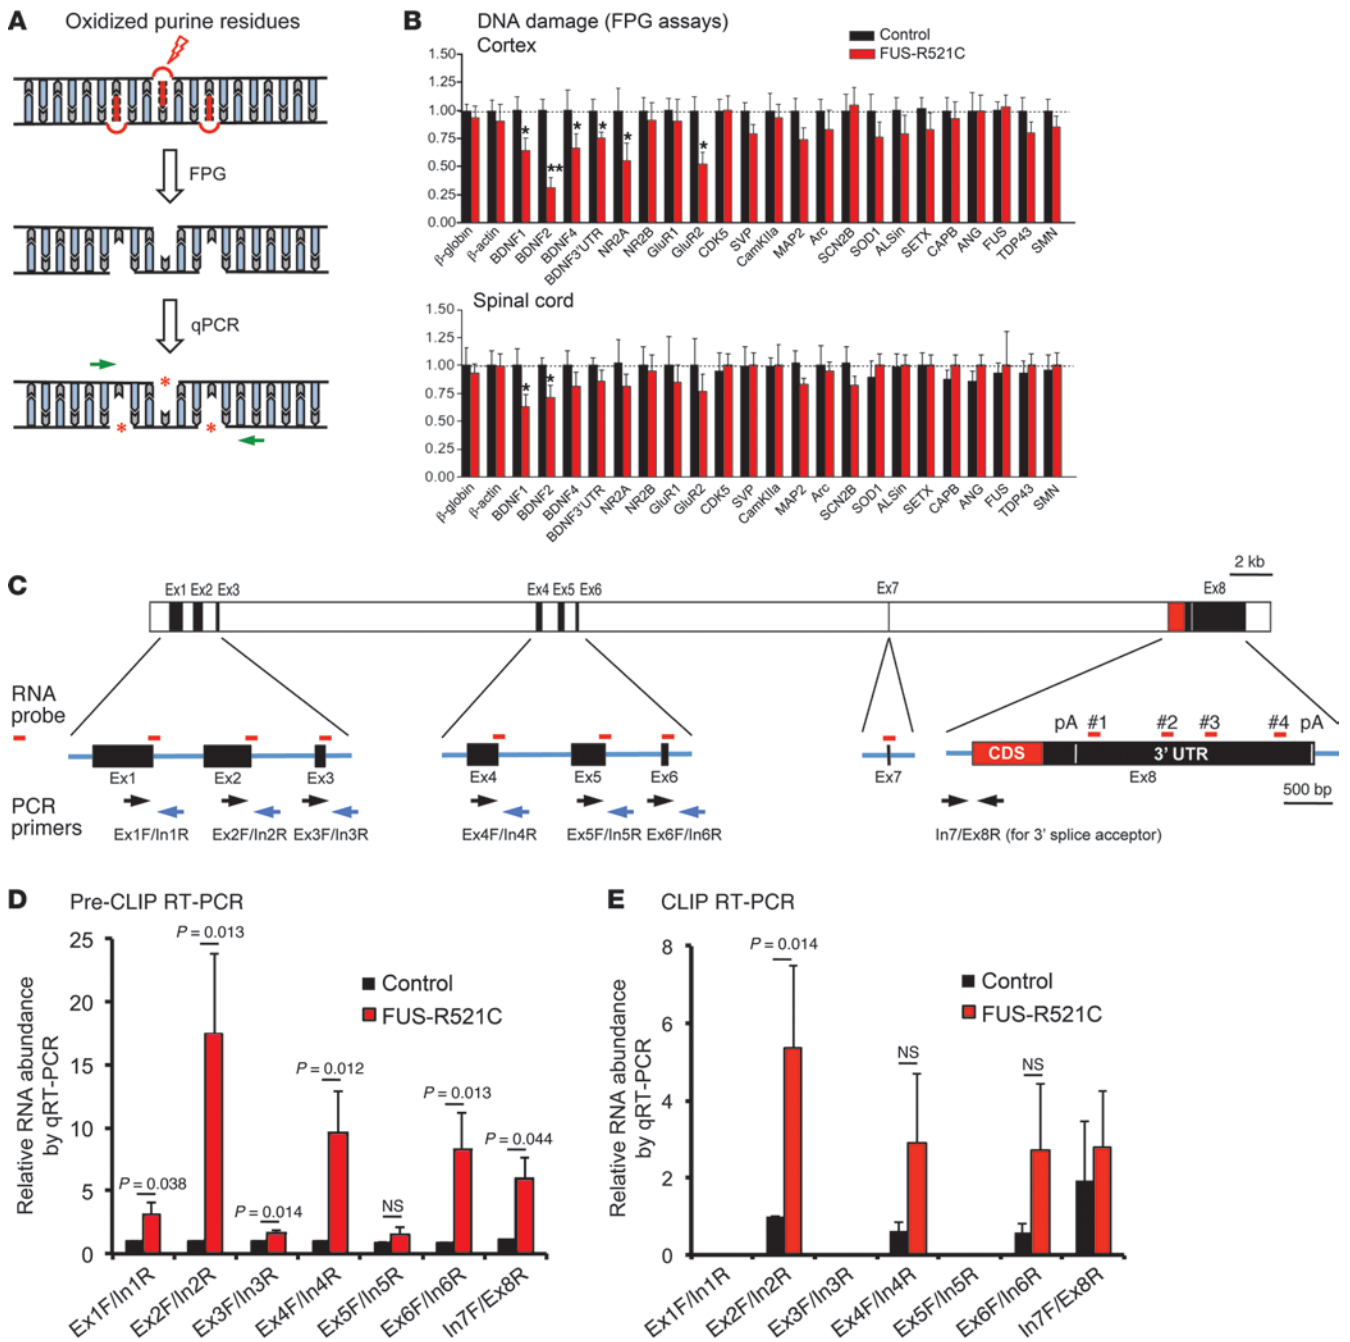 A
Oxidized purine residues
FPG
qPCR
*
*
*
B
DNA damage (FPG assays)
Cortex
Control
FUS-R521C
1.50
1.25
1.00
0.75
0.50
0.25
0.00
* ** * * * *
β-globin
β-actin
BDNF1
BDNF2
BDNF4
BDNF3'UTR
NR2A
NR2B
GluR1
GluR2
CDK5
SVP
CamKIIa
MAP2
Arc
SCN2B
SOD1
ALSin
SETX
CAPB
ANG
FUS
TDP43
SMN
Spinal cord
1.50
1.25
1.00
0.75
0.50
0.25
0.00
* *
β-globin
β-actin
BDNF1
BDNF2
BDNF4
BDNF3'UTR
NR2A
NR2B
GluR1
GluR2
CDK5
SVP
CamKIIa
MAP2
Arc
SCN2B
SOD1
ALSin
SETX
CAPB
ANG
FUS
TDP43
SMN
C
2 kb
Ex1 Ex2 Ex3 Ex4 Ex5 Ex6 Ex7 Ex8
RNA
probe
pA #1 #2 #3 #4 pA
CDS 3' UTR
Ex1 Ex2 Ex3 Ex4 Ex5 Ex6 Ex7 Ex8
500 bp
PCR
primers
Ex1F/In1R Ex2F/In2R Ex3F/In3R Ex4F/In4R Ex5F/In5R Ex6F/In6R In7/Ex8R (for 3' splice acceptor)
D
Pre-CLIP RT-PCR
Relative RNA abundance
by qRT-PCR
25
20
15
10
5
0
Control
FUS-R521C
P = 0.038
P = 0.013
P = 0.014
P = 0.012
NS
P = 0.013
P = 0.044
Ex1F/In1R
Ex2F/In2R
Ex3F/In3R
Ex4F/In4R
Ex5F/In5R
Ex6F/In6R
In7F/Ex8R
E
CLIP RT-PCR
Relative RNA abundance
by qRT-PCR
8
6
4
2
0
Control
FUS-R521C
P = 0.014
NS
NS
Ex1F/In1R
Ex2F/In2R
Ex3F/In3R
Ex4F/In4R
Ex5F/In5R
Ex6F/In6R
In7F/Ex8R